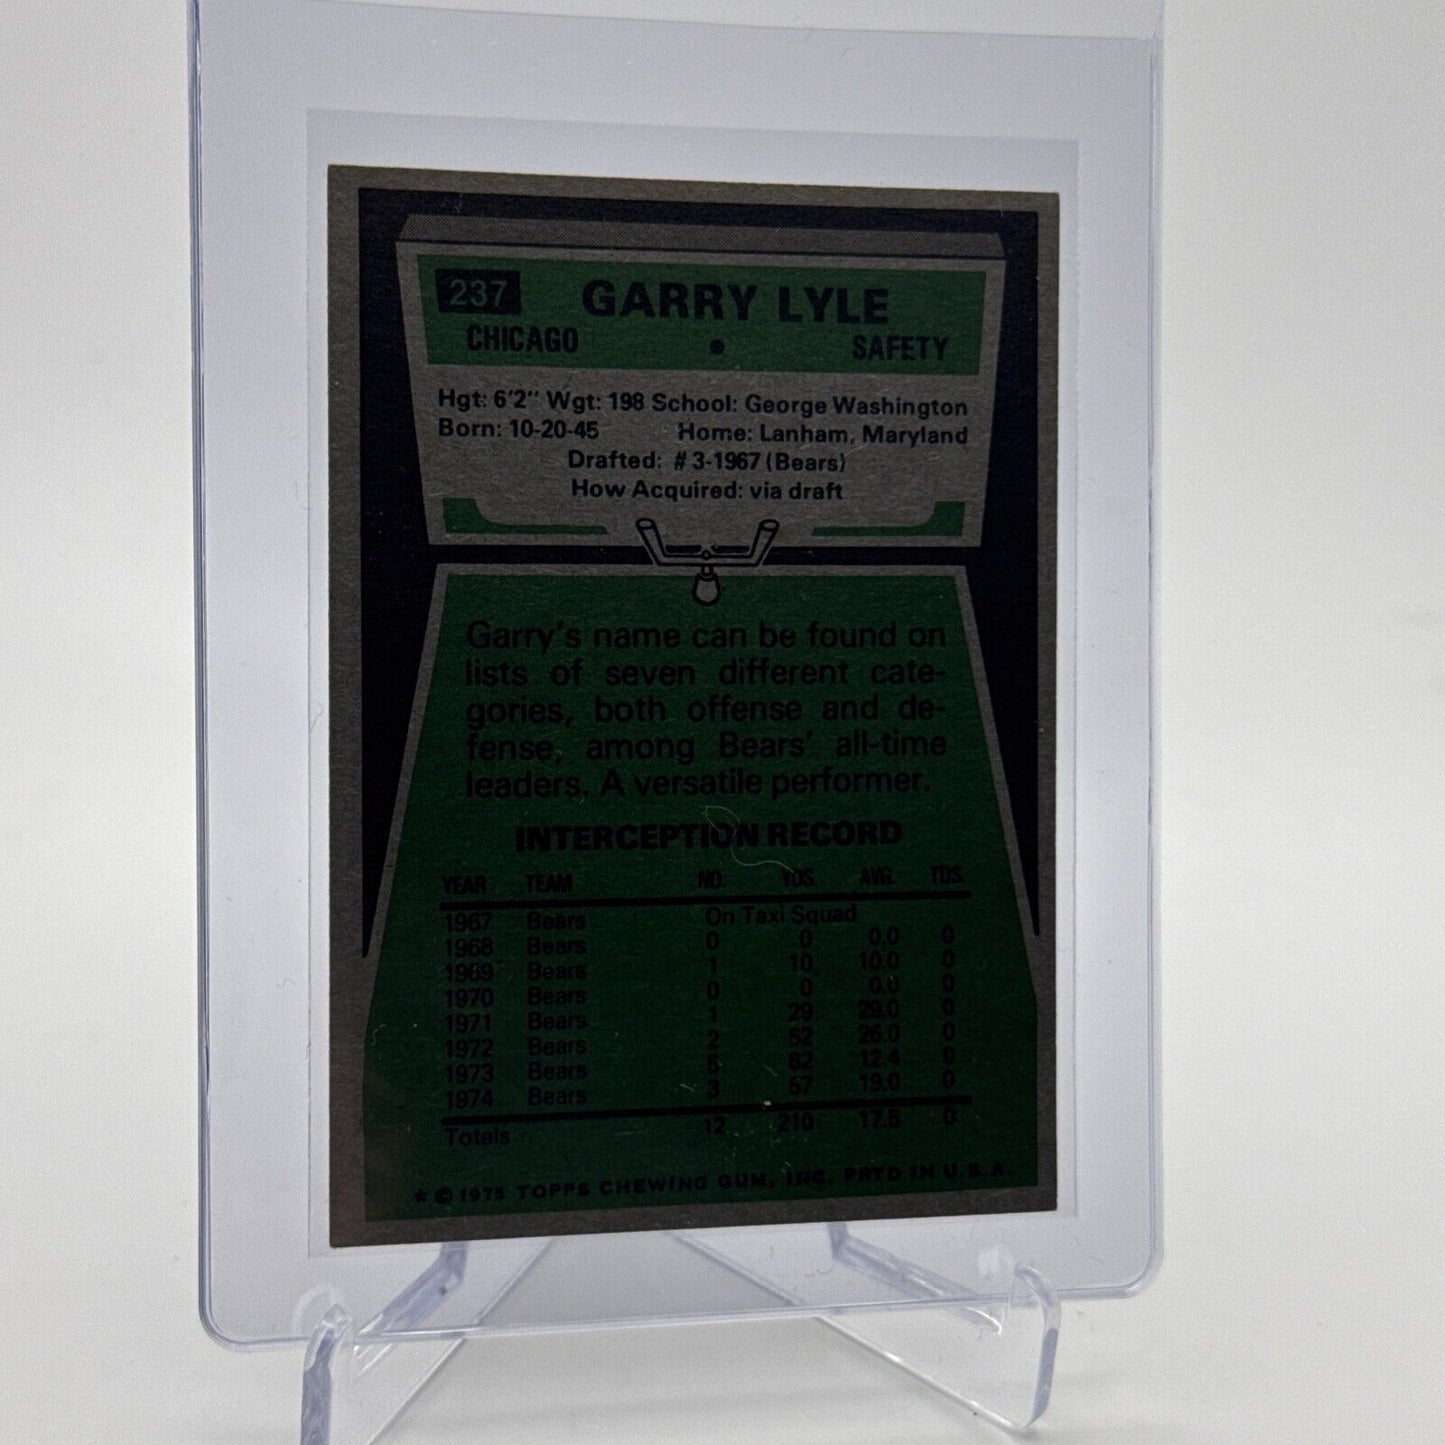 237 GARRY LYLE
CHICAGO • SAFETY
Hgt: 6'2" Wgt: 198 School: George Washington
Born: 10-20-45 Home: Lanham, Maryland
Drafted: #3-1967 (Bears)
How Acquired: via draft
Garry's name can be found on
lists of seven different cate-
gories, both offense and de-
fense, among Bears' all-time
leaders. A versatile performer.
INTERCEPTION RECORD
YEAR TEAM NO. YDS. AVG. TDS.
1967 Bears On Taxi Squad
1968 Bears 0 0 0.0 0
1969 Bears 1 10 10.0 0
1970 Bears 0 0 0.0 0
1971 Bears 1 29 29.0 0
1972 Bears 2 52 26.0 0
1973 Bears 5 62 12.4 0
1974 Bears 3 57 19.0 0
Totals 12 210 17.5 0
★ © 1975 TOPPS CHEWING GUM, INC. PRTD IN U.S.A.